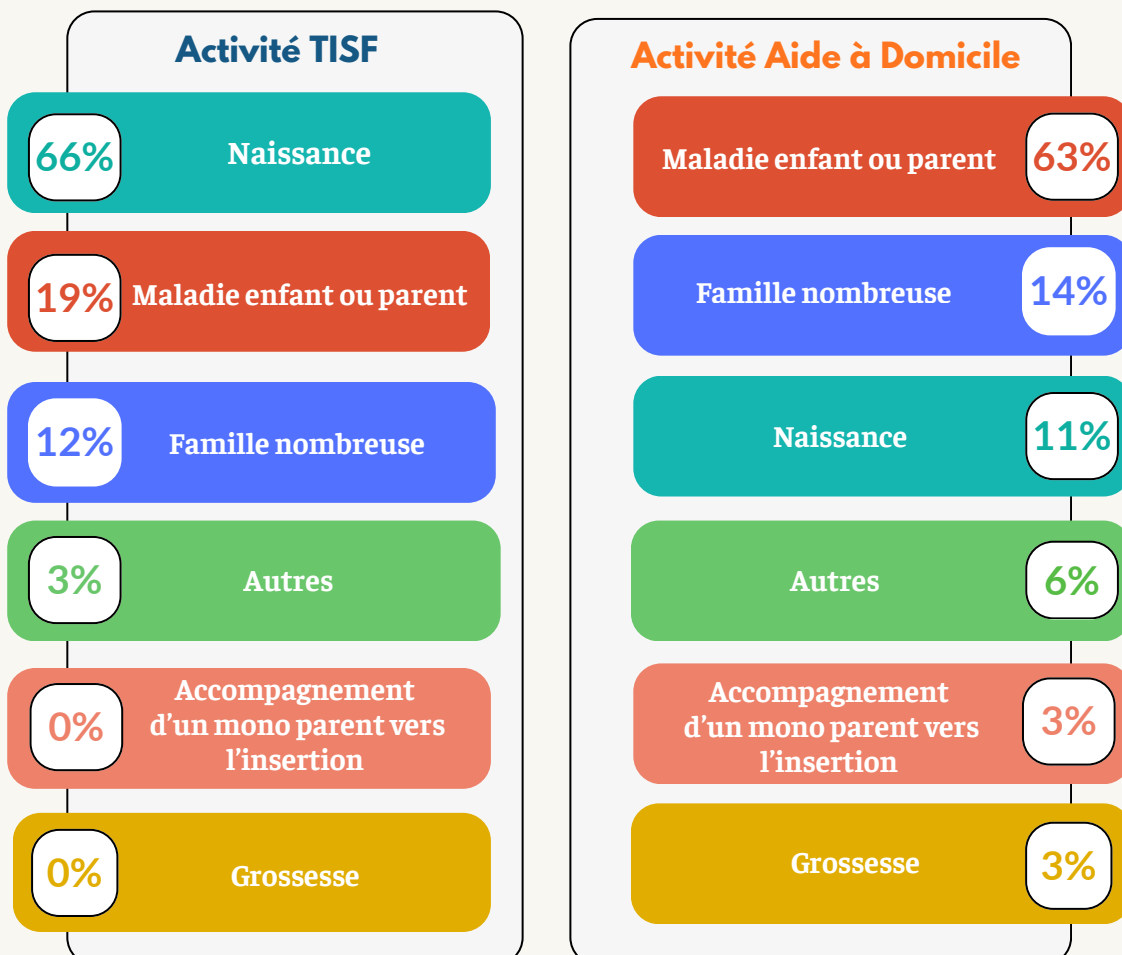 Activité TISF
66%
Naissance
19%
Maladie enfant ou parent
12%
Famille nombreuse
3%
Autres
0%
Accompagnement
d’un mono parent vers
l’insertion
0%
Grossesse
Activité Aide à Domicile
Maladie enfant ou parent
63%
Famille nombreuse
14%
Naissance
11%
Autres
6%
Accompagnement
d’un mono parent vers
l’insertion
3%
Grossesse
3%